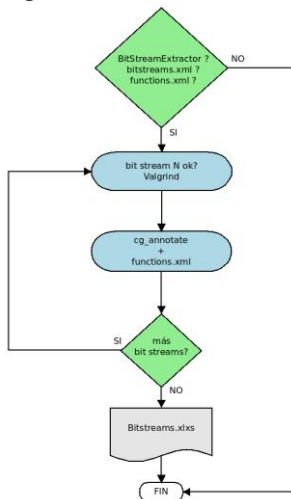 BitStreamExtractor ?
bitstreams.xml ?
functions.xml ?
NO
SI
bit stream N ok?
Valgrind
cg_annotate
+
functions.xml
SI
más
bit streams?
NO
Bitstreams.xlxs
FIN